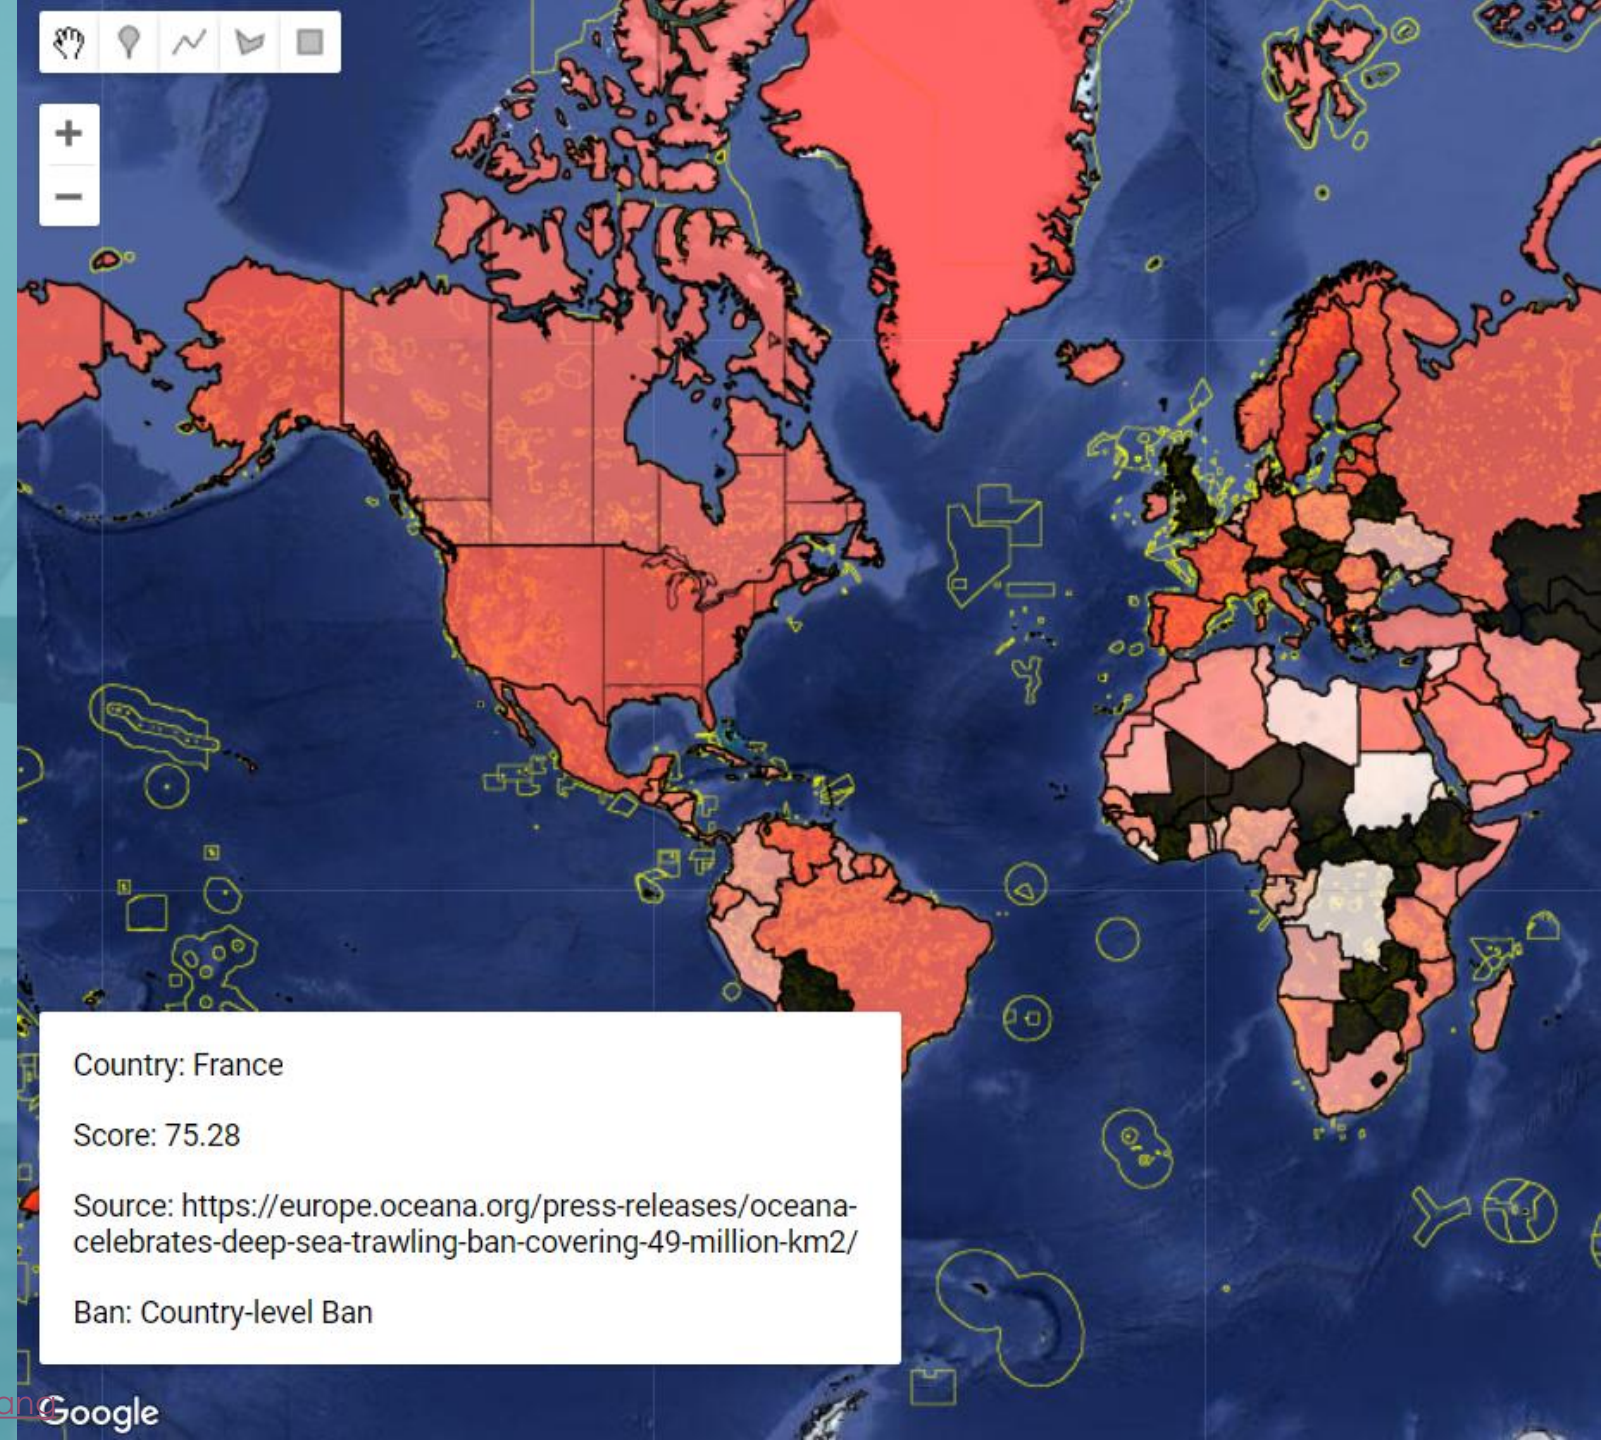 +
−
Country: France
Score: 75.28
Source: https://europe.oceana.org/press-releases/oceana-
celebrates-deep-sea-trawling-ban-covering-49-million-km2/
Ban: Country-level Ban
ang
Google